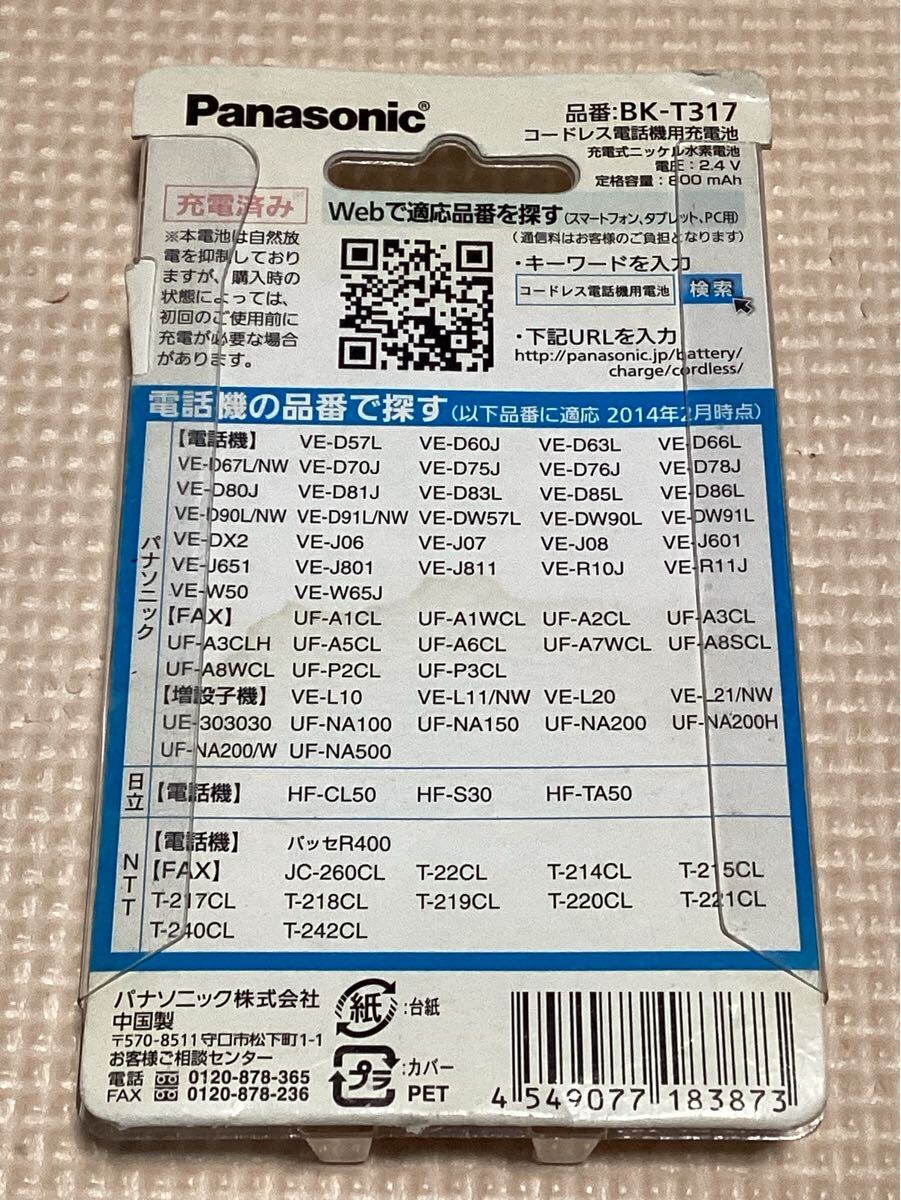 Panasonic®
品番:BK-T317
コードレス電話機用充電池
充電式ニッケル水素電池
電圧:2.4 V
定格容量:800 mAh
充電済み※
※本電池は自然放
電を抑制しており
ますが、購入時の
状態によっては、
初回のご使用前に
充電が必要な場合
があります。
Webで適応品番を探す(スマートフォン、タブレット、PC用)
(通信料はお客様のご負担となります)
・キーワードを入力
コードレス電話機用電池 検索
・下記URLを入力
http://panasonic.jp/battery/
charge/cordless/
電話機の品番で探す(以下品番に適応 2014年2月時点)
パナソニック
【電話機】 VE-D57L VE-D60J VE-D63L VE-D66L
VE-D67L/NW VE-D70J VE-D75J VE-D76J VE-D78J
VE-D80J VE-D81J VE-D83L VE-D85L VE-D86L
VE-D90L/NW VE-D91L/NW VE-DW57L VE-DW90L VE-DW91L
VE-DX2 VE-J06 VE-J07 VE-J08 VE-J601
VE-J651 VE-J801 VE-J811 VE-R10J VE-R11J
VE-W50 VE-W65J
【FAX】 UF-A1CL UF-A1WCL UF-A2CL UF-A3CL
UF-A3CLH UF-A5CL UF-A6CL UF-A7WCL UF-A8SCL
UF-A8WCL UF-P2CL UF-P3CL
【増設子機】 VE-L10 VE-L11/NW VE-L20 VE-L21/NW
UE-303030 UF-NA100 UF-NA150 UF-NA200 UF-NA200H
UF-NA200/W UF-NA500
日立
【電話機】 HF-CL50 HF-S30 HF-TA50
NTT
【電話機】 パッセR400
【FAX】 JC-260CL T-22CL T-214CL T-215CL
T-217CL T-218CL T-219CL T-220CL T-221CL
T-240CL T-242CL
パナソニック株式会社
中国製
〒570-8511 守口市松下町1-1
お客様ご相談センター
電話 0120-878-365
FAX 0120-878-236
紙 :台紙
プラ :カバー
PET
4 549077 183873